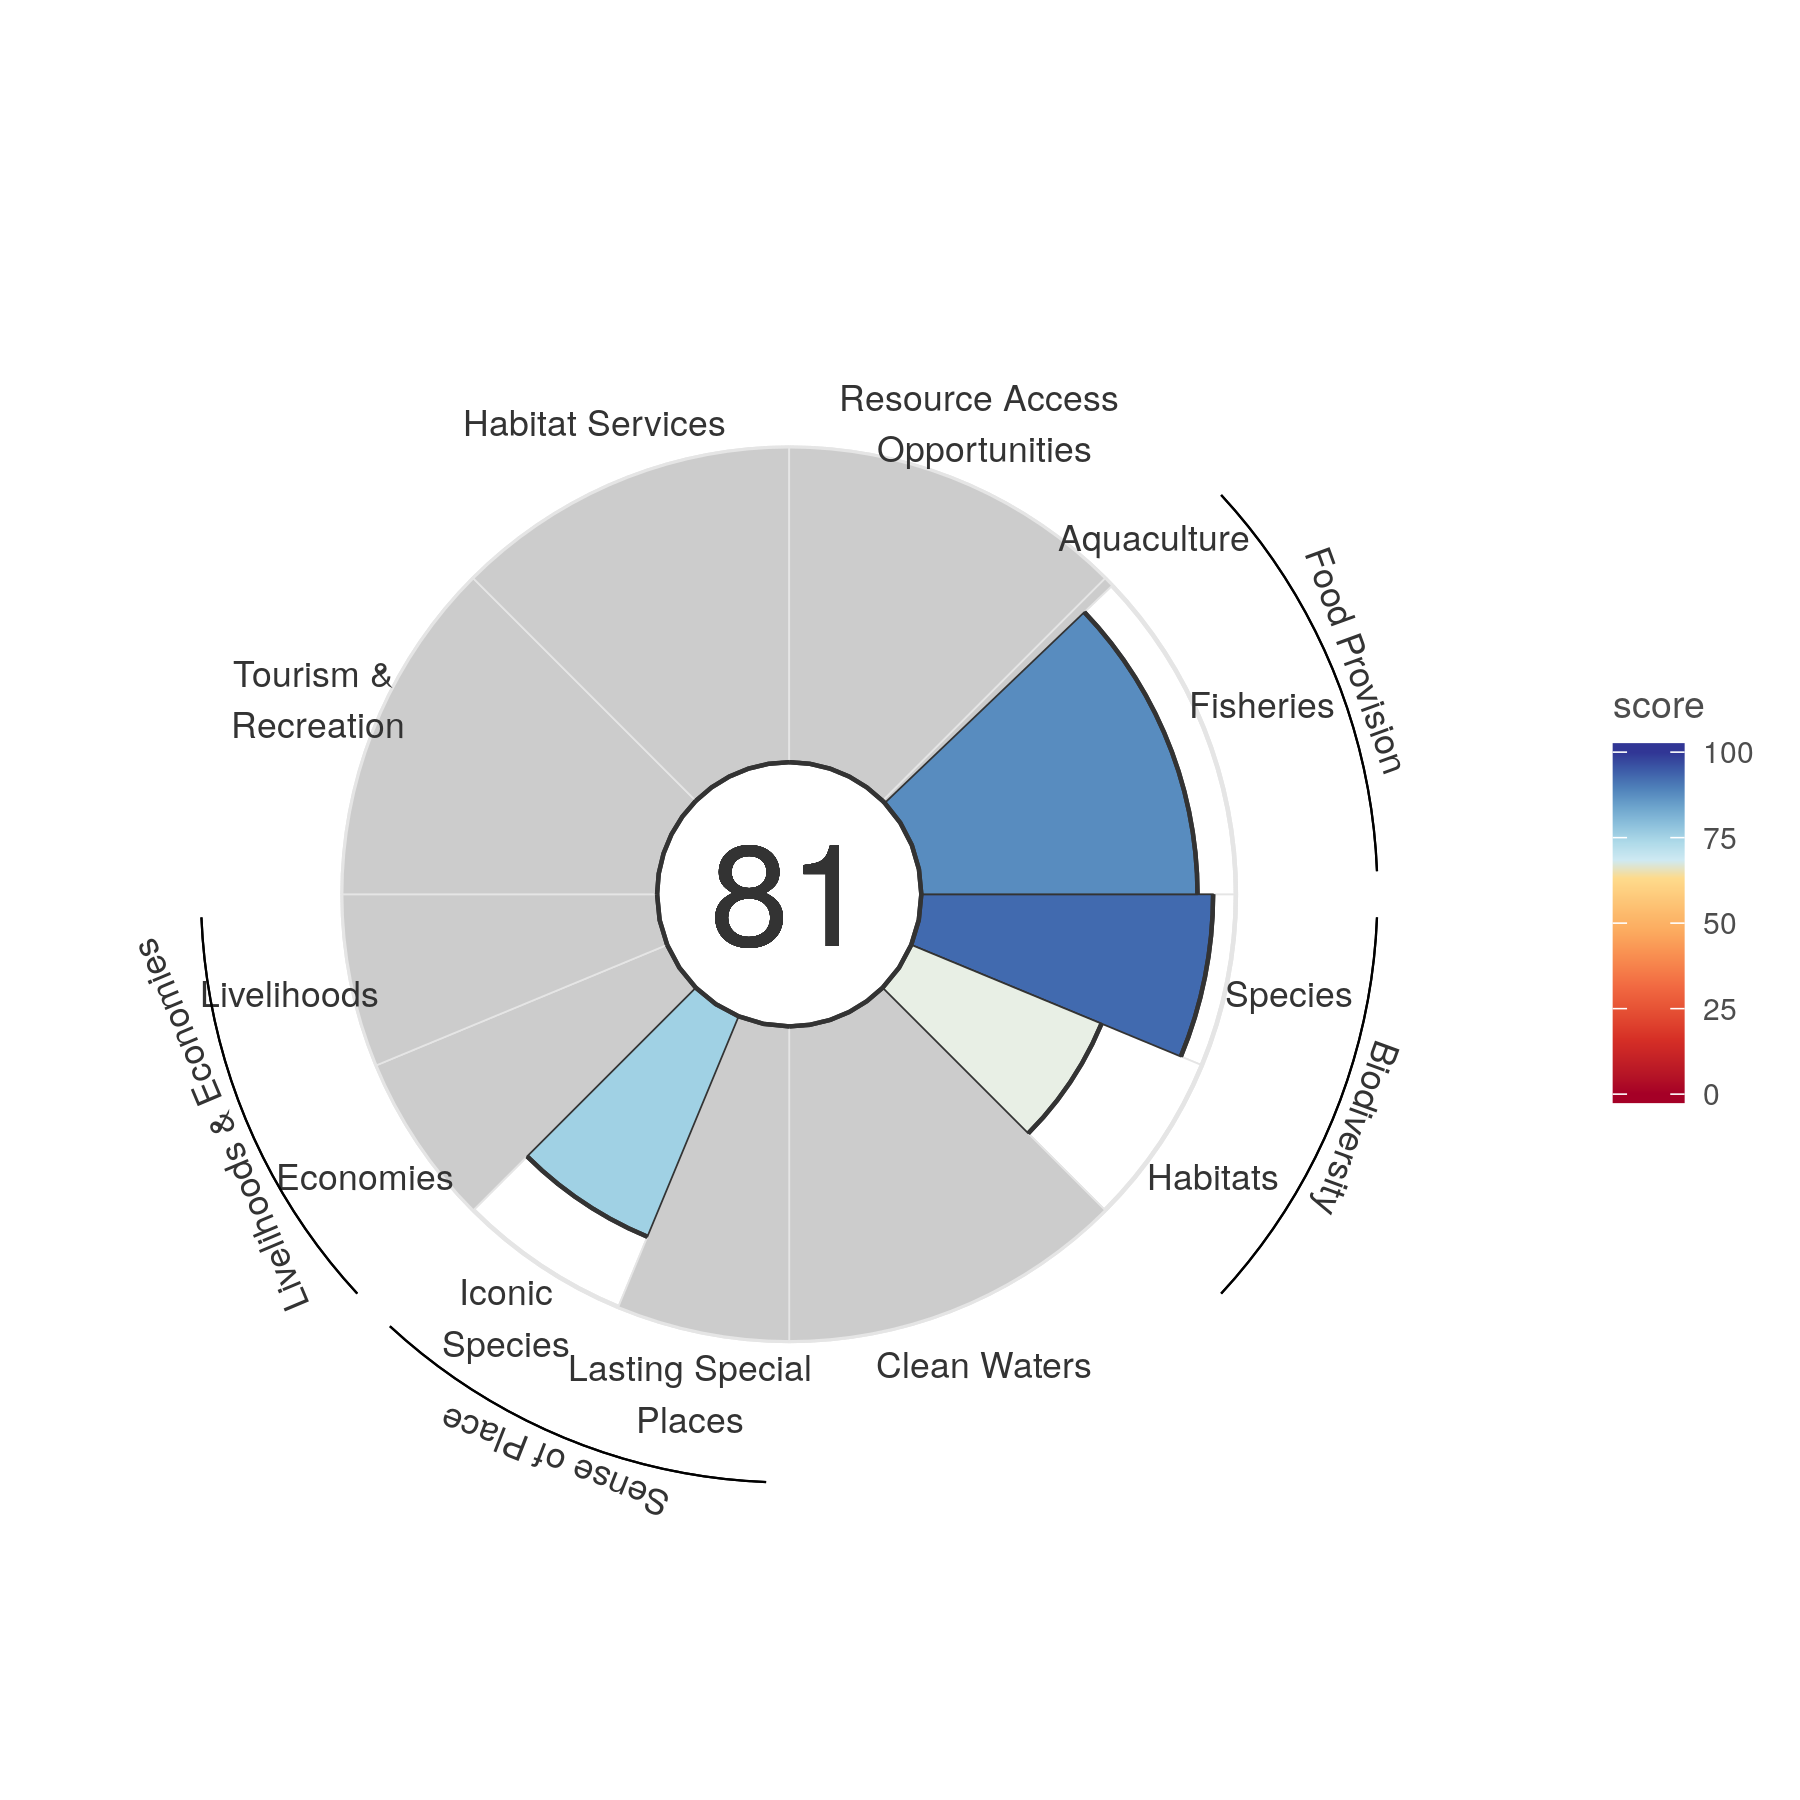 Resource Access
Opportunities
Habitat Services
Aquaculture
Food Provision
Fisheries
Tourism &
Recreation
score
100
75
50
25
0
81
Livelihoods
Species
Livelihoods & Economies
Biodiversity
Economies
Habitats
Iconic
Species
Lasting Special
Places
Clean Waters
Sense of Place